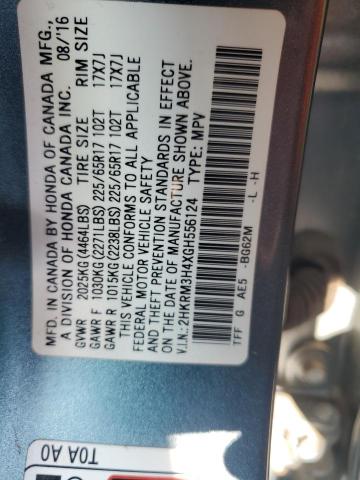 MFD. IN CANADA BY HONDA OF CANADA MFG.,
A DIVISION OF HONDA CANADA INC. 08/'16
GVWR 2025KG(4464LBS) TIRE SIZE RIM SIZE
GAWR F 1030KG(2271LBS) 225/65R17 102T 17X7J
GAWR R 1015KG(2238LBS) 225/65R17 102T 17X7J
THIS VEHICLE CONFORMS TO ALL APPLICABLE
FEDERAL MOTOR VEHICLE SAFETY
AND THEFT PREVENTION STANDARDS IN EFFECT
ON THE DATE OF MANUFACTURE SHOWN ABOVE.
V.I.N.: 2HKRM3H4XGH556124 TYPE: MPV
TFF G AE5 -BG62M -L -H
T0A A0